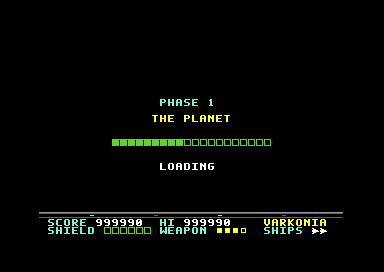 PHASE 1
THE PLANET
LOADING
SCORE 999990 HI 999990 VARKONIA
SHIELD WEAPON SHIPS